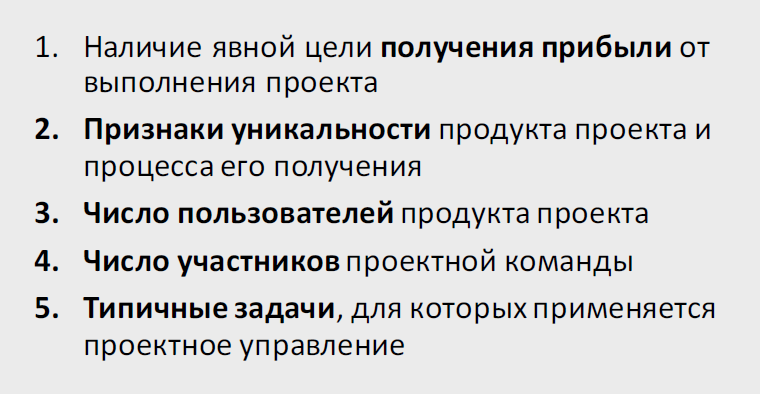 1. Наличие явной цели получения прибыли от
выполнения проекта
2. Признаки уникальности продукта проекта и
процесса его получения
3. Число пользователей продукта проекта
4. Число участников проектной команды
5. Типичные задачи, для которых применяется
проектное управление